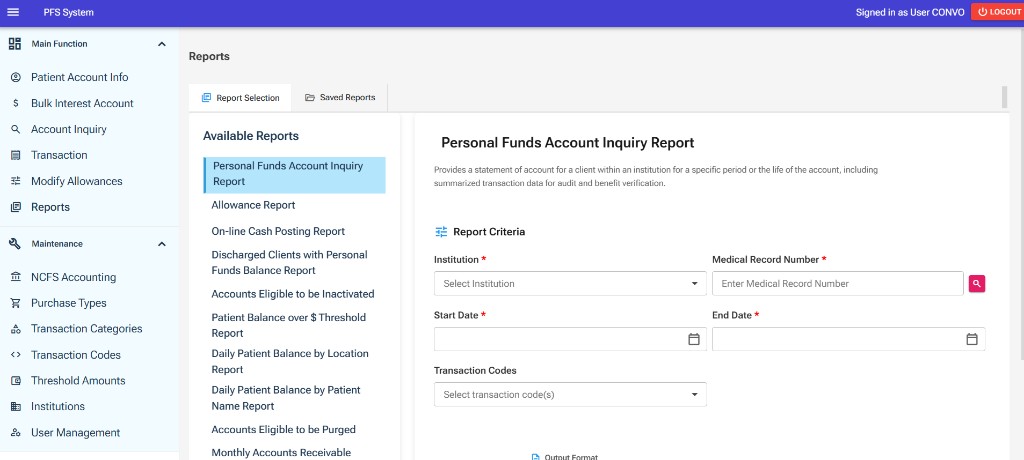 PFS System
Signed in as User CONVO
LOGOUT
Main Function
Patient Account Info
$ Bulk Interest Account
Account Inquiry
Transaction
Modify Allowances
Reports
Maintenance
NCFS Accounting
Purchase Types
Transaction Categories
Transaction Codes
Threshold Amounts
Institutions
User Management
Reports
Report Selection
Saved Reports
Available Reports
Personal Funds Account Inquiry
Report
Allowance Report
On-line Cash Posting Report
Discharged Clients with Personal
Funds Balance Report
Accounts Eligible to be Inactivated
Patient Balance over $ Threshold
Report
Daily Patient Balance by Location
Report
Daily Patient Balance by Patient
Name Report
Accounts Eligible to be Purged
Monthly Accounts Receivable
Personal Funds Account Inquiry Report
Provides a statement of account for a client within an institution for a specific period or the life of the account, including
summarized transaction data for audit and benefit verification.
Report Criteria
Institution *
Select Institution
Medical Record Number *
Enter Medical Record Number
Start Date *
End Date *
Transaction Codes
Select transaction code(s)
Output Format